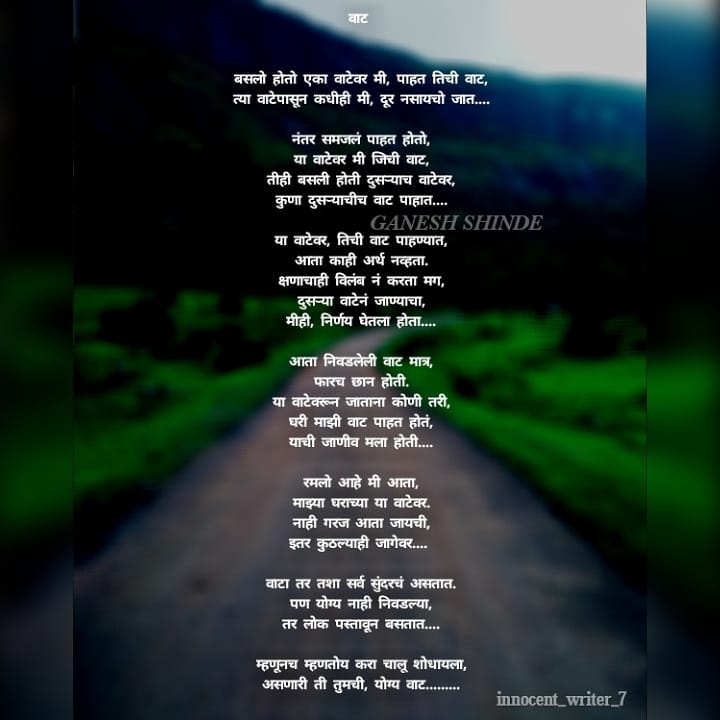 वाट
बसलो होतो एका वाटेवर मी, पाहत तिची वाट,
त्या वाटेपासून कधीही मी, दूर नसायचो जात....
नंतर समजलं पाहत होतो,
या वाटेवर मी जिची वाट,
तीही बसली होती दुसऱ्याच वाटेवर,
कुणा दुसऱ्याचीच वाट पाहात....
GANESH SHINDE
या वाटेवर, तिची वाट पाहण्यात,
आता काही अर्थ नव्हता.
क्षणाचाही विलंब नं करता मग,
दुसऱ्या वाटेनं जाण्याचा,
मीही, निर्णय घेतला होता....
आता निवडलेली वाट मात्र,
फारच छान होती.
या वाटेवरून जाताना कोणी तरी,
घरी माझी वाट पाहत होतं,
याची जाणीव मला होती....
रमलो आहे मी आता,
माझ्या घराच्या या वाटेवर.
नाही गरज आता जायची,
इतर कुठल्याही जागेवर....
वाटा तर तशा सर्व सुंदरचं असतात.
पण योग्य नाही निवडल्या,
तर लोक पस्तावून बसतात....
म्हणूनच म्हणतोय करा चालू शोधायला,
असणारी ती तुमची, योग्य वाट.........
innocent_writer_7